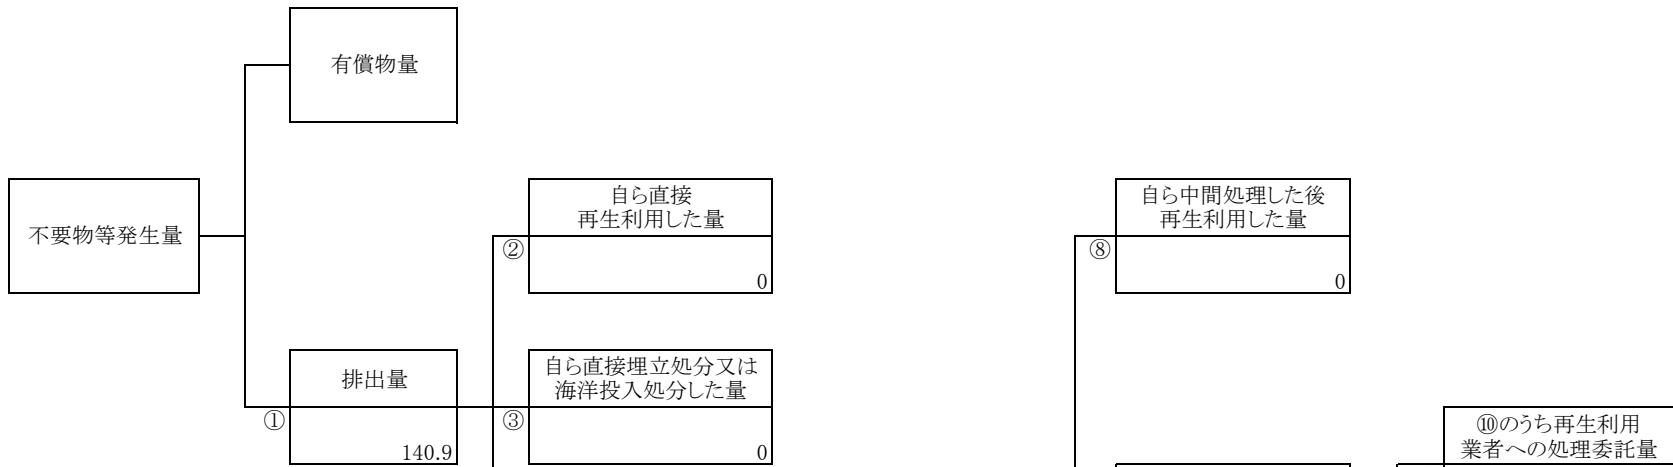 有償物量
不要物等発生量
自ら直接
再生利用した量
②
0
自ら中間処理した後
再生利用した量
⑧
0
排出量
①
140.9
自ら直接埋立処分又は
海洋投入処分した量
③
0
⑩のうち再生利用
業者への処理委託量